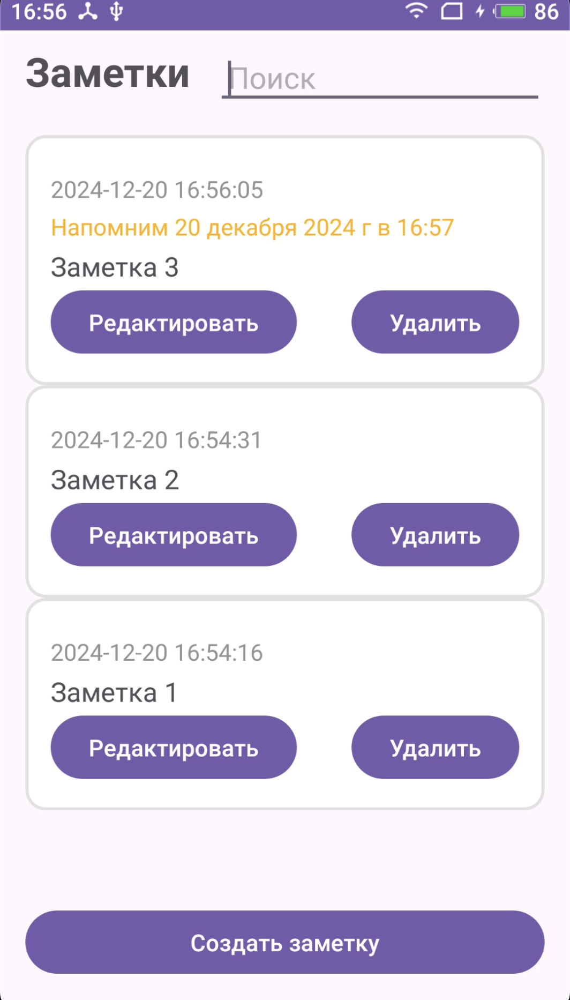 16:56 86
Заметки Поиск
2024-12-20 16:56:05
Напомним 20 декабря 2024 г в 16:57
Заметка 3
Редактировать Удалить
2024-12-20 16:54:31
Заметка 2
Редактировать Удалить
2024-12-20 16:54:16
Заметка 1
Редактировать Удалить
Создать заметку